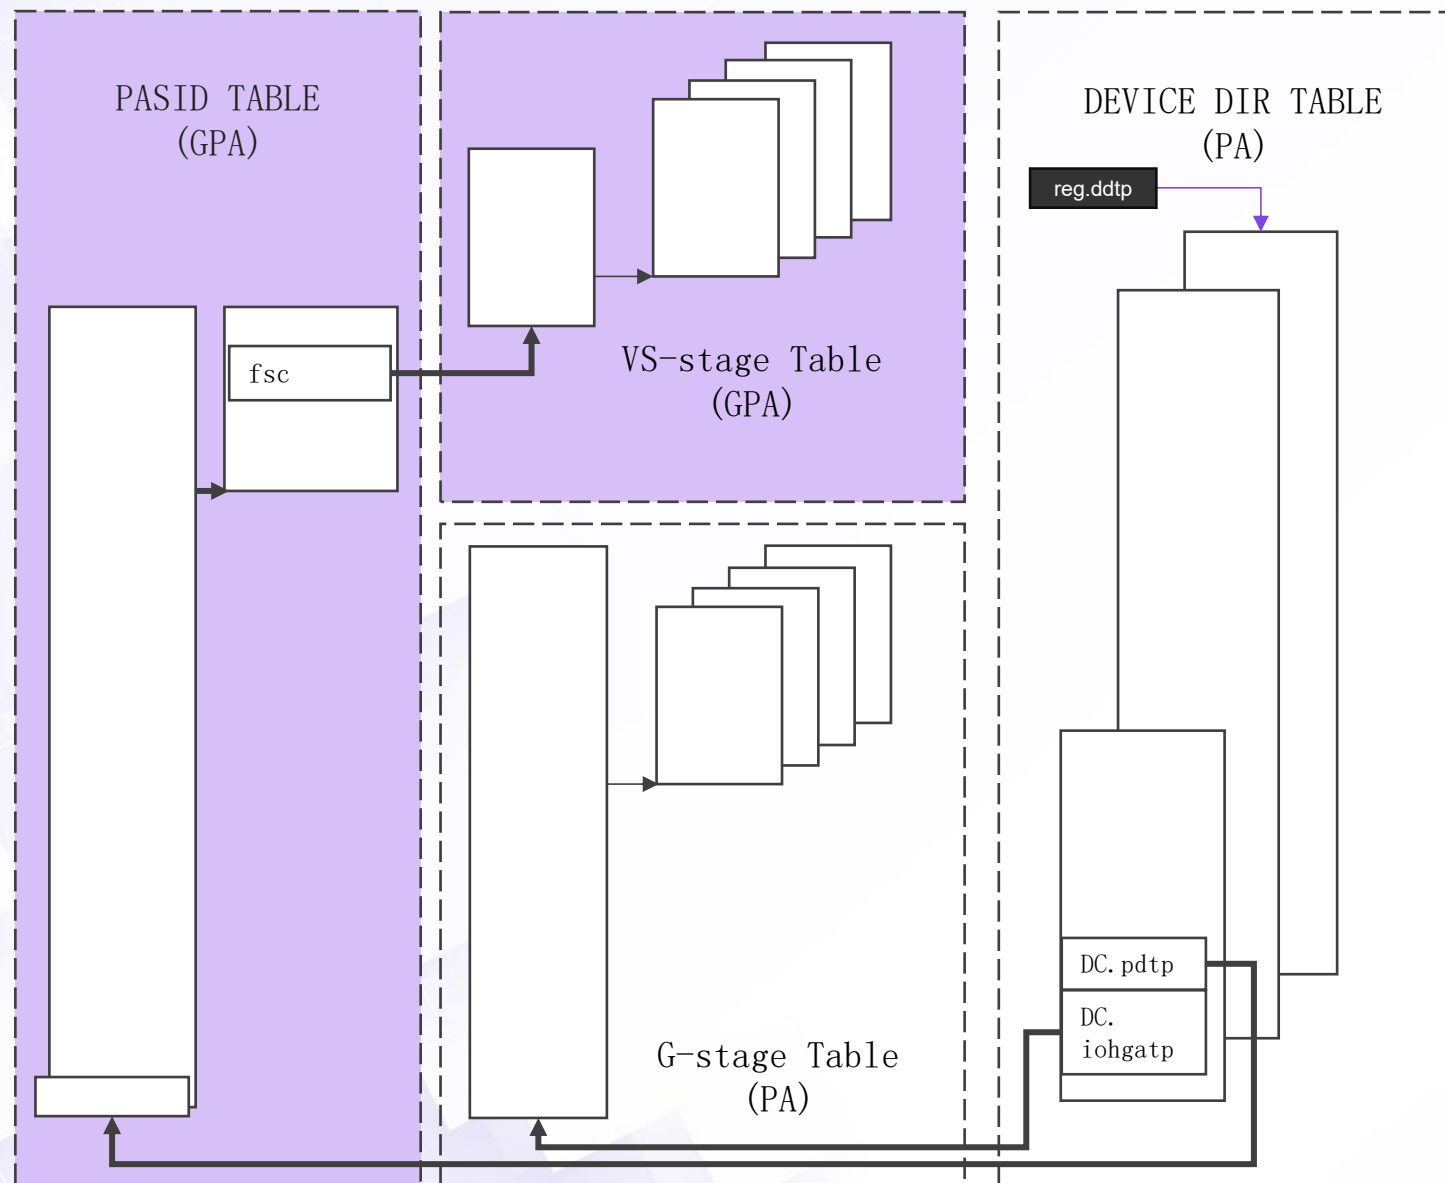 PASID TABLE
(GPA)
fsc
VS-stage Table
(GPA)
G-stage Table
(PA)
DEVICE DIR TABLE
(PA)
reg.ddtp
DC.pdtp
DC.
iohgatp